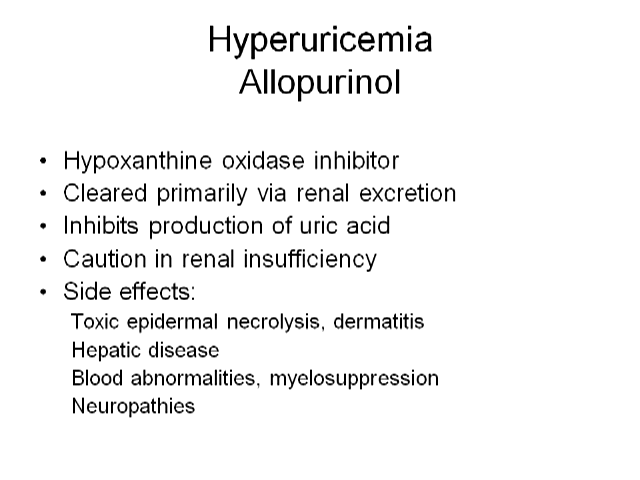 Hyperuricemia
Allopurinol
• Hypoxanthine oxidase inhibitor
• Cleared primarily via renal excretion
• Inhibits production of uric acid
• Caution in renal insufficiency
• Side effects:
Toxic epidermal necrolysis, dermatitis
Hepatic disease
Blood abnormalities, myelosuppression
Neuropathies